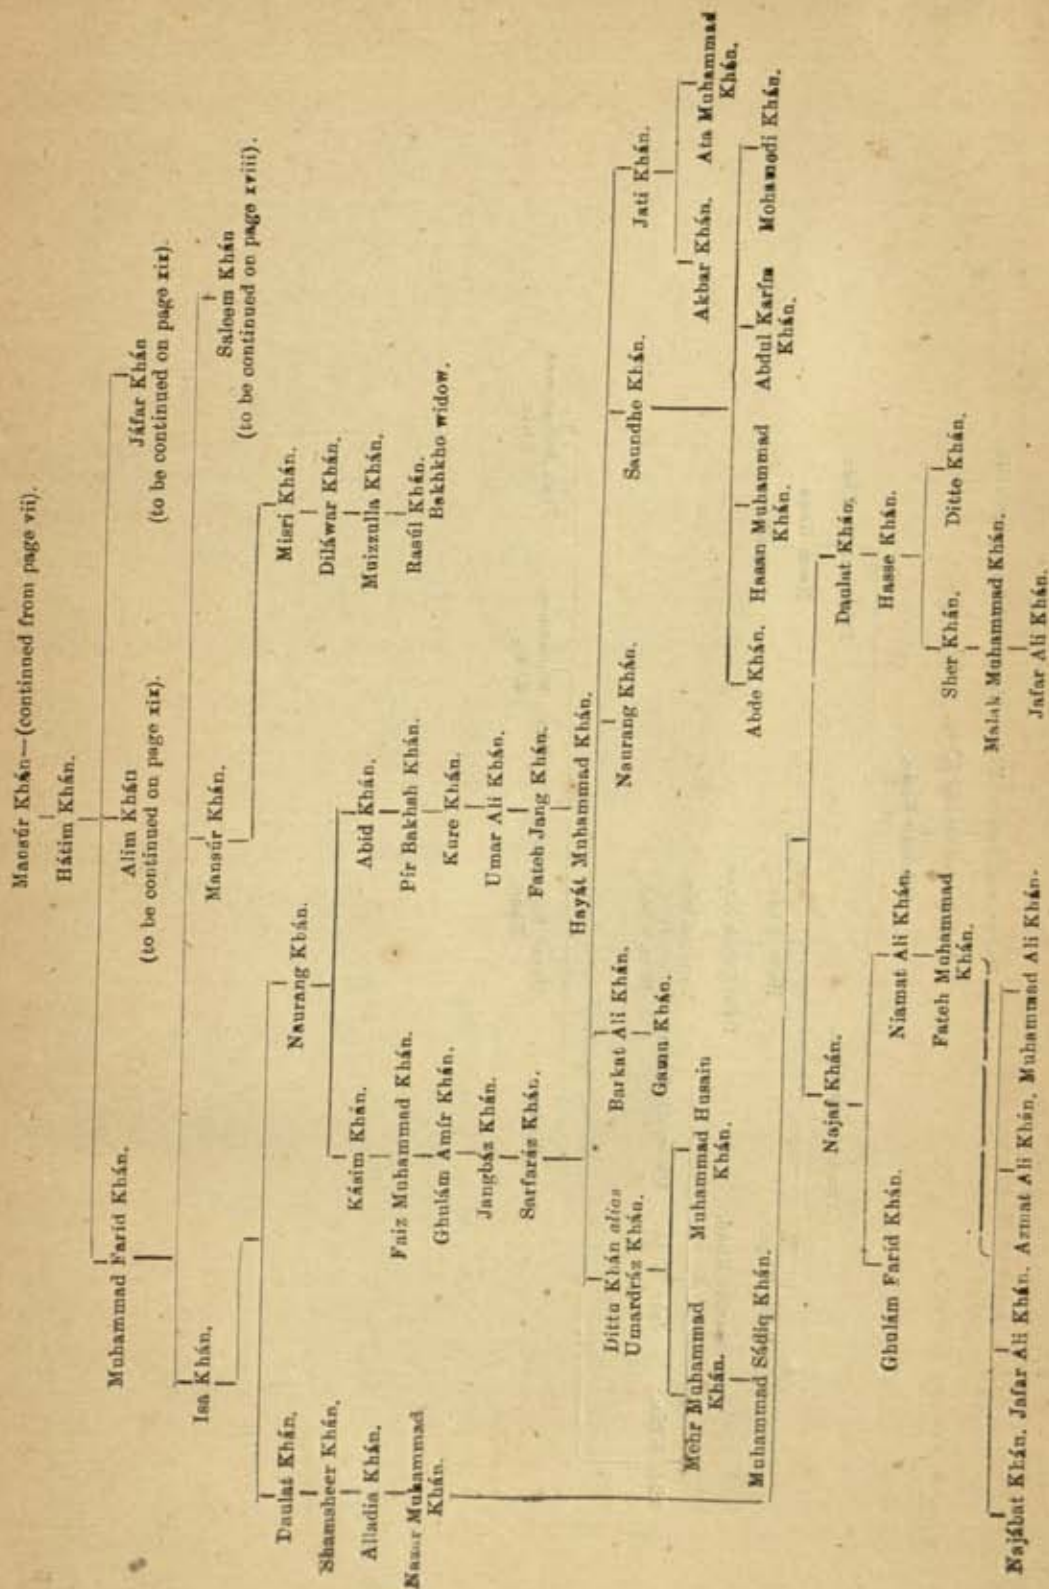 Mansúr Khán—(continued from page vii).
Hátim Khán.
Muhammad Farid Khán.
Alim Khán
(to be continued on page xix).
Jáfar Khán
(to be continued on page xix).
Isa Khán.
Mansúr Khán.
Saleem Khán
(to be continued on page xviii).
Daulat Khán.
Naurang Khán.
Misri Khán.
Shamsheer Khán.
Diláwar Khán.
Alladia Khán.
Kásim Khán.
Abid Khán.
Muizzulla Khán.
Nazar Muhammad
Khán.
Faiz Muhammad Khán.
Pír Bakhsh Khán.
Rasúl Khán.
Bakhkho widow.
Ghulám Amír Khán.
Kure Khán.
Jangbáz Khán.
Umar Ali Khán.
Sarfaráz Khán.
Fateh Jang Khán.
Hayát Muhammad Khán.
Ditta Khán alias
Umardráz Khán.
Barkat Ali Khán.
Naurang Khán.
Saundhe Khán.
Jati Khán.
Gamu Khán.
Akbar Khán.
Ata Muhammad
Khán.
Mehr Muhammad
Khán.
Muhammad Husain
Khán.
Abde Khán.
Hasan Muhammad
Khán.
Abdul Karím
Khán.
Mohamadi Khán.
Muhammad Sádiq Khán.
Najaf Khán.
Daulat Khán.
Hasse Khán.
Ghulám Farid Khán.
Niamat Ali Khán.
Sher Khán.
Ditte Khán.
Fateh Muhammad
Khán.
Malak Muhammad Khán.
Najábat Khán. Jafar Ali Khán. Azmat Ali Khán. Muhammad Ali Khán.
Jafar Ali Khán.